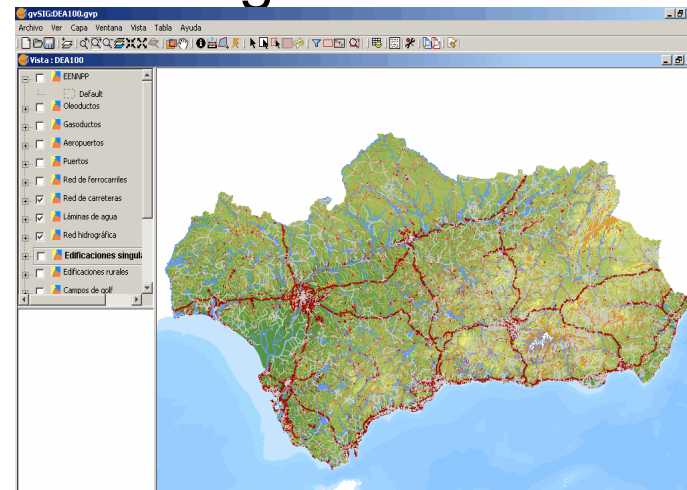 gvSIG:DEA100.gvp
Archivo Ver Capa Ventana Vista Tabla Ayuda
Vista : DEA100
EENNPP
Default
Oleoductos
Gasoductos
Aeropuertos
Puertos
Red de ferrocarriles
Red de carreteras
Láminas de agua
Red hidrográfica
Edificaciones singul
Edificaciones rurales
Campos de golf